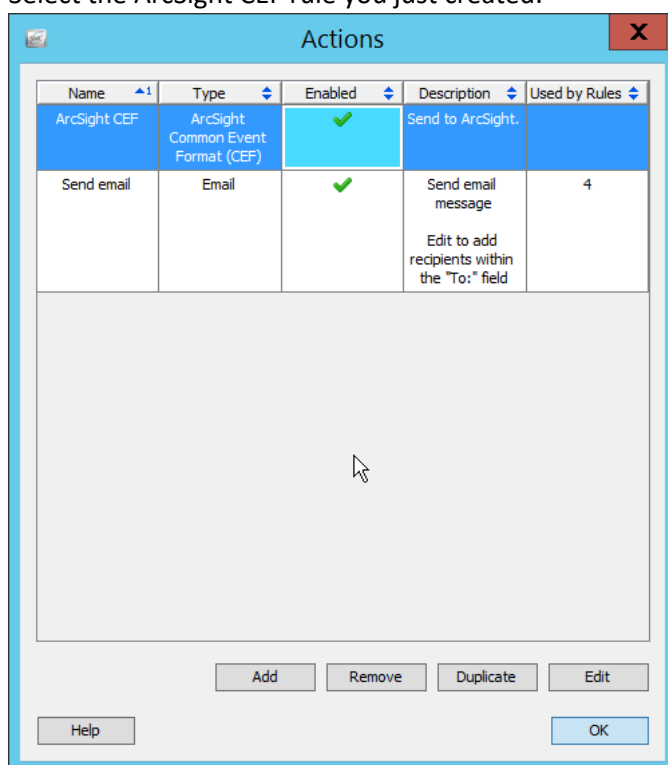 Select the ArcSight CEF rule you just created.
Actions
X
Name 1 Type Enabled Description Used by Rules
ArcSight CEF ArcSight Common Event Format (CEF) Send to ArcSight.
Send email Email Send email message 4
Edit to add
recipients within
the "To:" field
Add Remove Duplicate Edit
Help OK